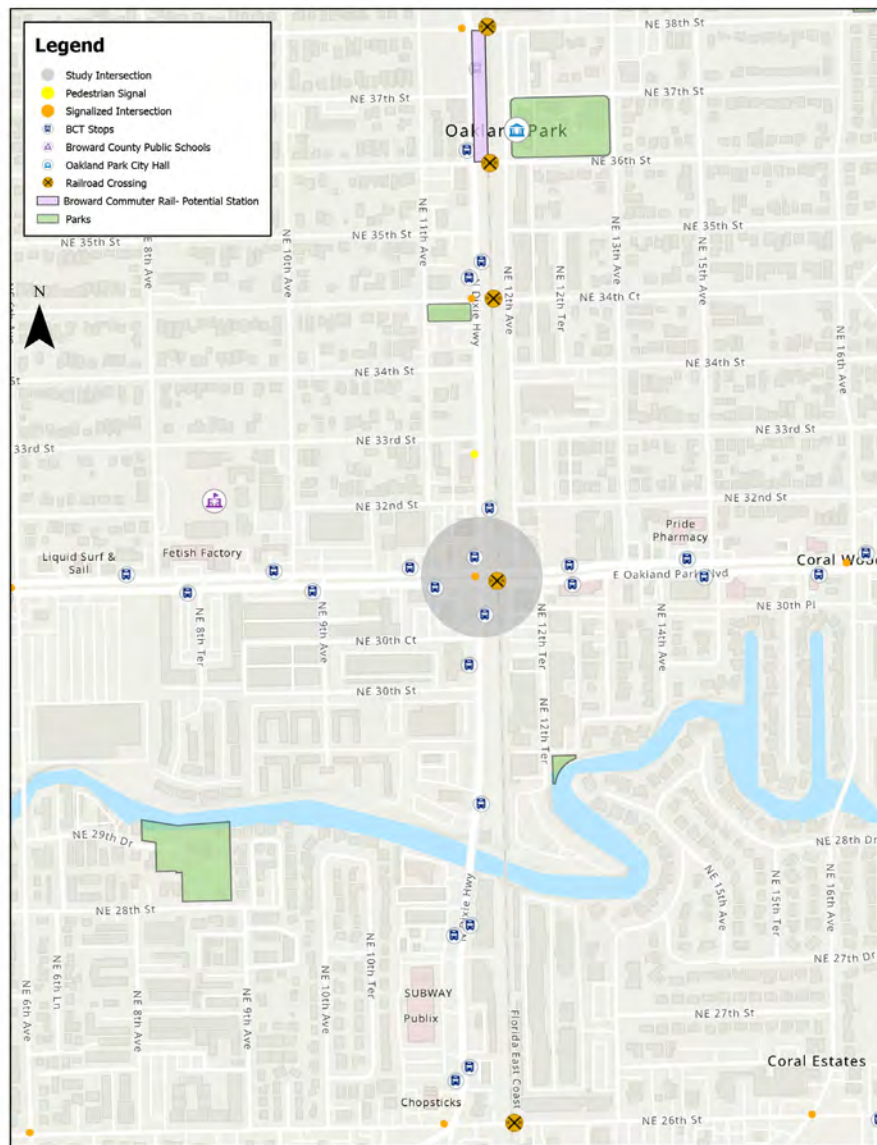 Legend
Study Intersection
Pedestrian Signal
Signalized Intersection
BCT Stops
Broward County Public Schools
Oakland Park City Hall
Railroad Crossing
Broward Commuter Rail- Potential Station
Parks
N
NE 38th St
NE 37th St
NE 37th St
Oakland Park
NE 36th St
NE 35th St
NE 35th St
NE 35th St
NE 8th Ave
NE 10th Ave
NE 11th Ave
N Dixie Hwy
NE 12th Ave
NE 12th Ter
NE 13th Ave
NE 15th Ave
NE 16th Ave
NE 34th Ct
NE 34th St
NE 34th St
St
33rd St
NE 33rd St
NE 33rd St
NE 32nd St
NE 32nd St
Liquid Surf &
Sail
Fetish Factory
Pride
Pharmacy
Coral Wood
E Oakland Park Blvd
NE 30th Pl
NE 8th Ter
NE 9th Ave
NE 30th Ct
NE 12th Ter
NE 14th Ave
NE 30th St
NE 12th Ter
NE 29th Dr
NE 28th Dr
NE 28th St
N Dixie Hwy
NE 15th Ave
NE 15th Ter
NE 16th Ave
NE 27th Dr
NE 6th Ave
NE 6th Ln
NE 8th Ave
NE 9th Ave
NE 10th Ave
NE 10th Ter
SUBWAY
Publix
Florida East Coast
NE 27th St
Coral Estates
Chopsticks
NE 26th St